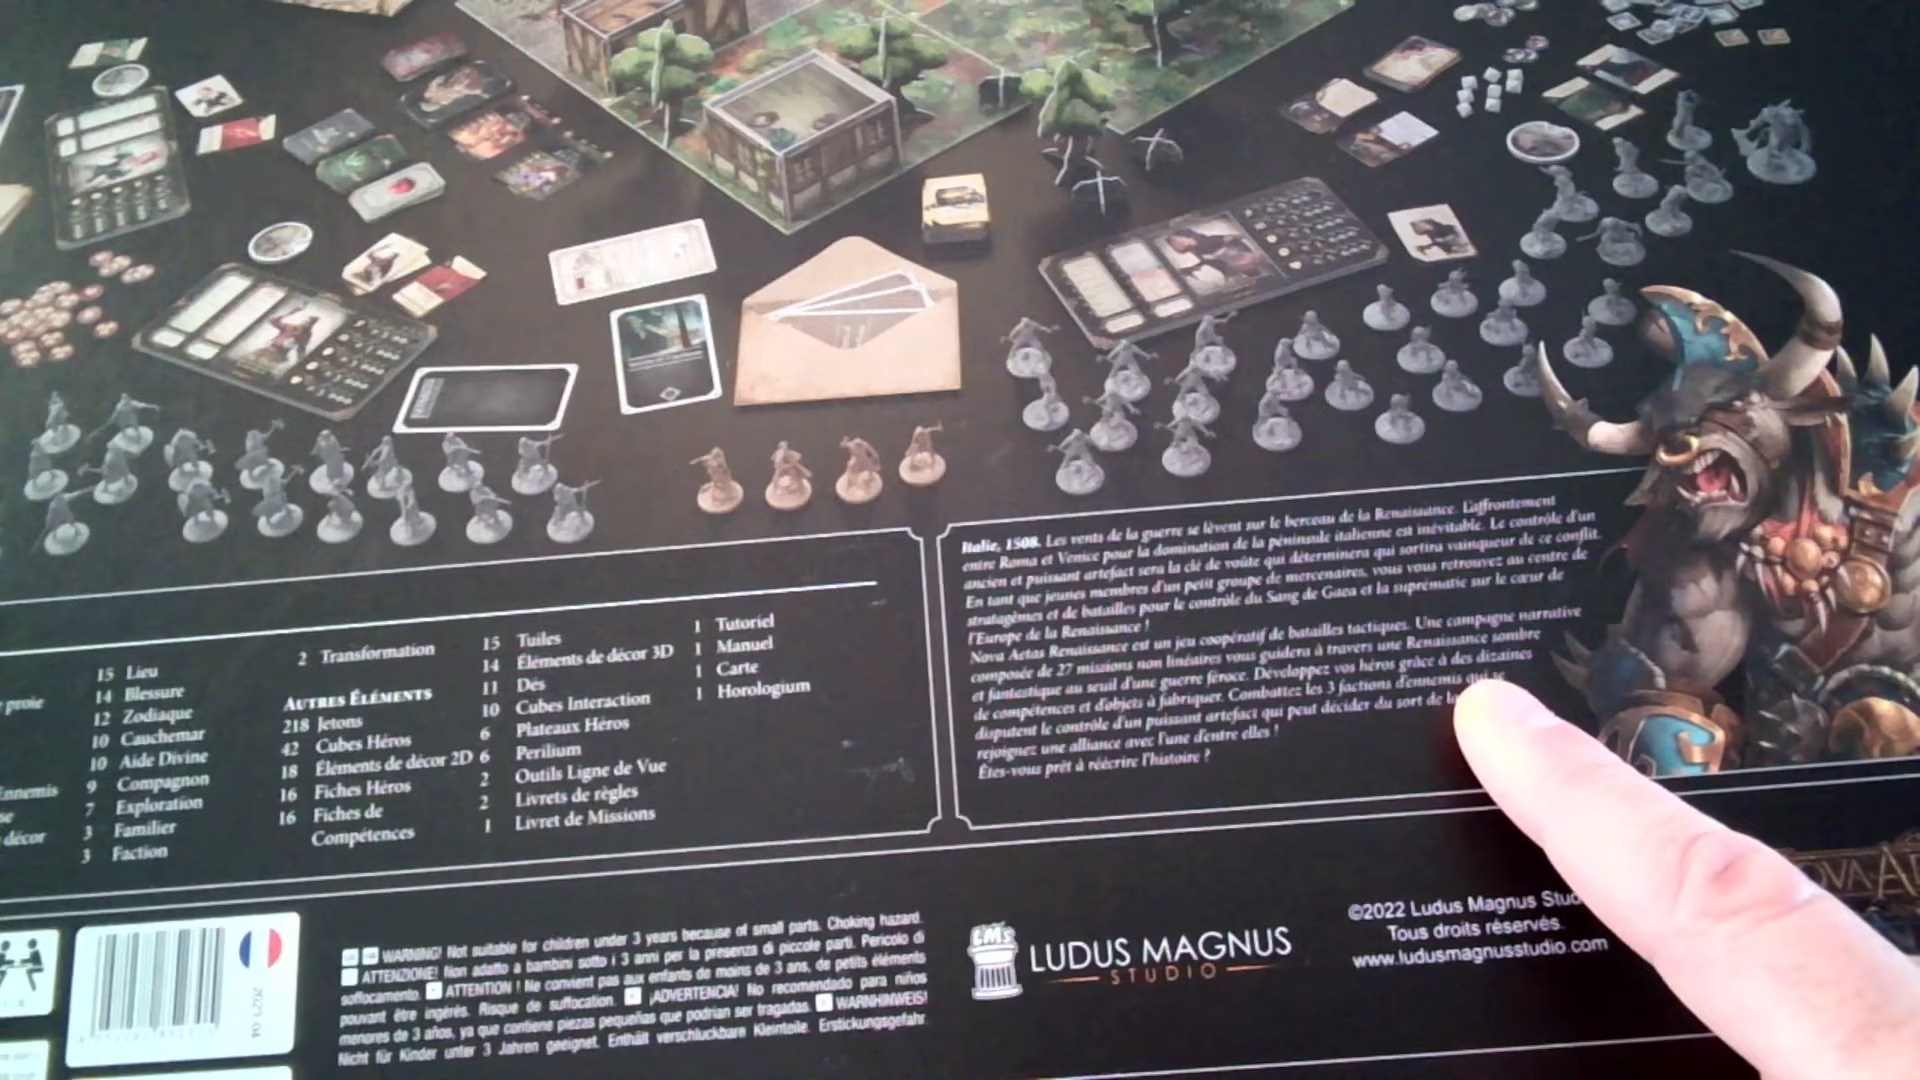 proie
Ennemis
décor
15 Lieu
14 Blessure
12 Zodiaque
10 Cauchemar
10 Aide Divine
9 Compagnon
7 Exploration
3 Familier
3 Faction
2 Transformation
AUTRES ÉLÉMENTS
218 Jetons
42 Cubes Héros
18 Éléments de décor 2D
16 Fiches Héros
16 Fiches de
Compétences
15 Tuiles
14 Éléments de décor 3D
11 Dés
10 Cubes Interaction
6 Plateaux Héros
6 Perilium
2 Outils Ligne de Vue
2 Livrets de règles
1 Livret de Missions
1 Tutoriel
1 Manuel
1 Carte
1 Horologium
Italie, 1508. Les vents de la guerre se lèvent sur le berceau de la Renaissance. L'affrontement
entre Roma et Venice pour la domination de la péninsule italienne est inévitable. Le contrôle d'un
ancien et puissant artefact sera la clé de voûte qui déterminera qui sortira vainqueur de ce conflit.
En tant que jeunes membres d'un petit groupe de mercenaires, vous vous retrouvez au centre de
stratagèmes et de batailles pour le contrôle du Sang de Gaea et la suprématie sur le cœur de
l'Europe de la Renaissance !
Nova Aetas Renaissance est un jeu coopératif de batailles tactiques. Une campagne narrative
composée de 27 missions non linéaires vous guidera à travers une Renaissance sombre
et fantastique au seuil d'une guerre féroce. Développez vos héros grâce à des dizaines
de compétences et d'objets à fabriquer. Combattez les 3 factions d'ennemis qui se
disputent le contrôle d'un puissant artefact qui peut décider du sort de la
rejoignez une alliance avec l'une d'entre elles !
Êtes-vous prêt à réécrire l'histoire ?
2021-04
WARNING! Not suitable for children under 3 years because of small parts. Choking hazard.
ATTENZIONE! Non adatto a bambini sotto i 3 anni per la presenza di piccole parti. Pericolo di
soffocamento. ATTENTION ! Ne convient pas aux enfants de moins de 3 ans, de petits éléments
pouvant être ingérés. Risque de suffocation. ¡ADVERTENCIA! No recomendado para niños
menores de 3 años, ya que contiene piezas pequeñas que podrían ser tragadas. WARNHINWEIS!
Nicht für Kinder unter 3 Jahren geeignet. Enthält verschluckbare Kleinteile. Erstickungsgefahr.
LMS
LUDUS MAGNUS
STUDIO
©2022 Ludus Magnus Stud
Tous droits réservés.
www.ludusmagnusstudio.com
OVA-A